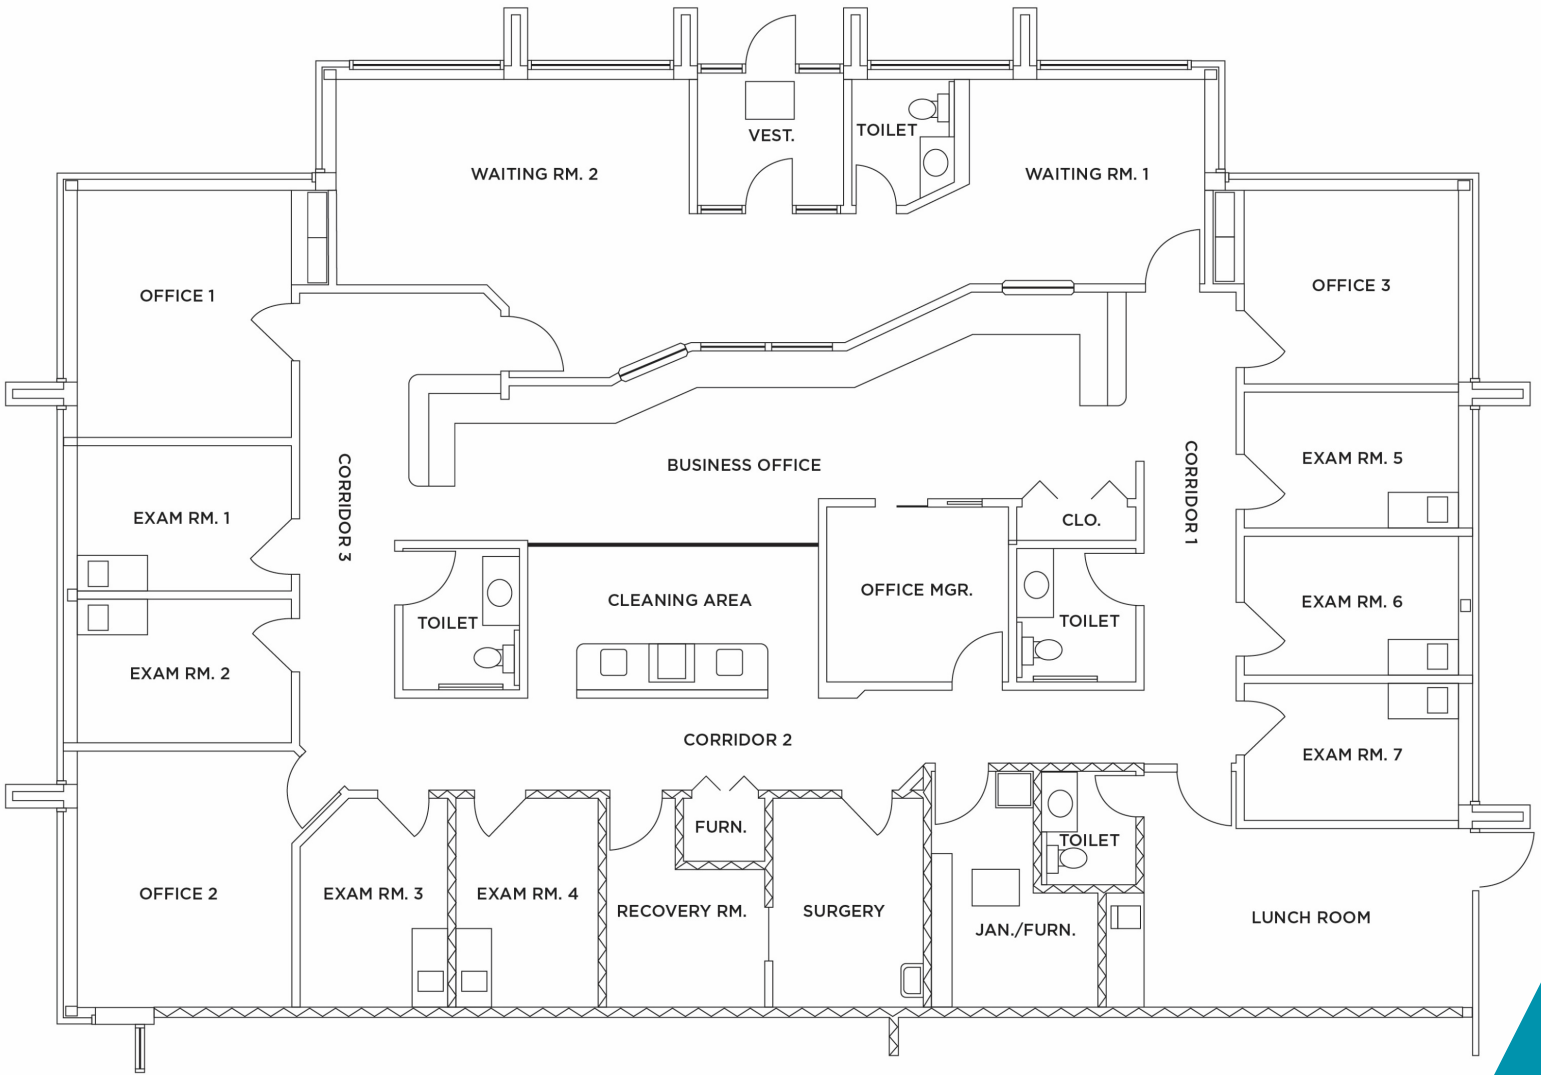 VEST.
TOILET
WAITING RM. 2
WAITING RM. 1
OFFICE 1
OFFICE 3
CORRIDOR 3
BUSINESS OFFICE
CORRIDOR 1
EXAM RM. 5
EXAM RM. 1
CLO.
OFFICE MGR.
CLEANING AREA
EXAM RM. 6
TOILET
TOILET
EXAM RM. 2
CORRIDOR 2
EXAM RM. 7
FURN.
TOILET
OFFICE 2
EXAM RM. 3
EXAM RM. 4
RECOVERY RM.
SURGERY
JAN./FURN.
LUNCH ROOM